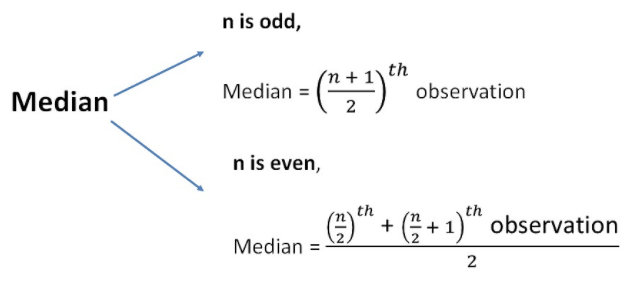 n is odd,
Median = ((n + 1)/2)^th observation
Median
n is even,
Median = ((n/2)^th + (n/2 + 1)^th observation)/2